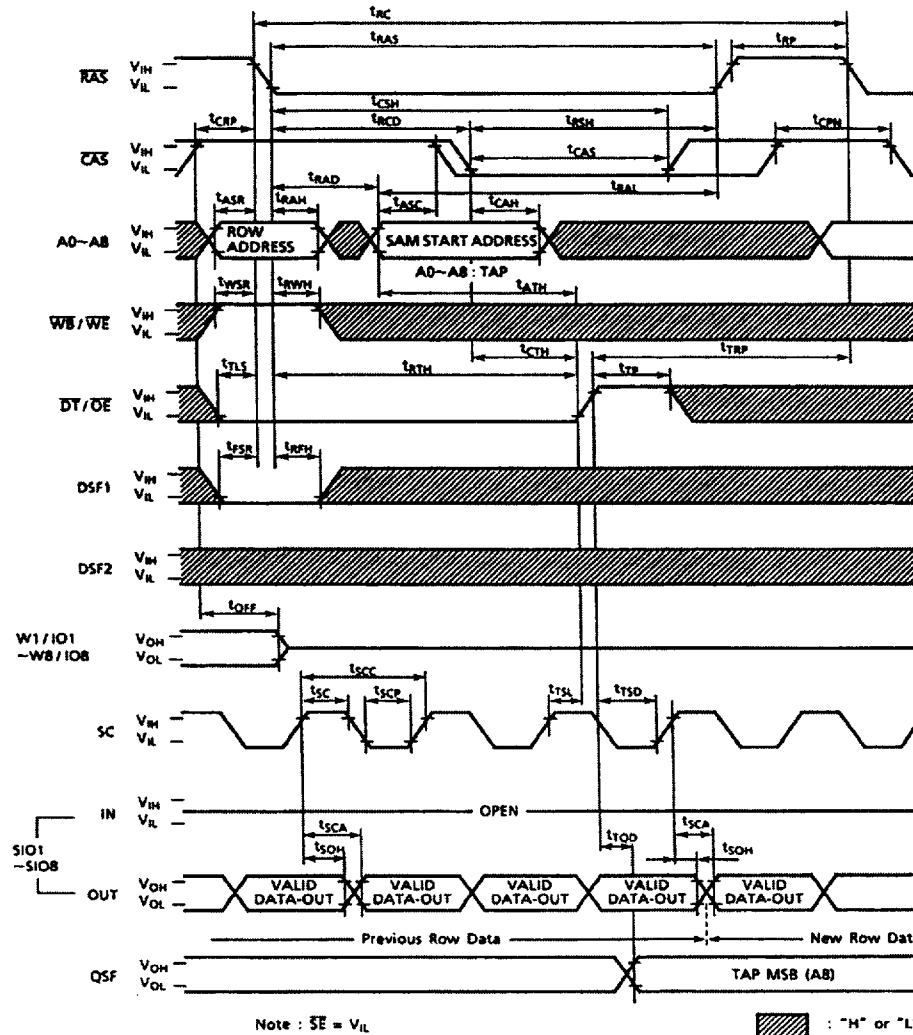 tRC
tRAS
tRP
RAS
VIH
VIL
tCSH
tCRP
tRCD
tRSH
tCPN
CAS
VIH
VIL
tCAS
tRAD
tRAL
tASR
tRAH
tASC
tCAH
A0~A8
VIH
VIL
ROW
ADDRESS
SAM START ADDRESS
A0~A8 : TAP
tWSR
tRWH
tATH
WB/WE
VIH
VIL
tCTH
tTRP
tTLS
tRTH
tTP
DT/OE
VIH
VIL
tFSR
tRFH
DSF1
VIH
VIL
DSF2
VIH
VIL
tOFF
W1/IO1
~W8/IO8
VOH
VOL
tSCC
tSC
tSCP
tTSL
tTSD
SC
VIH
VIL
IN
VIH
VIL
OPEN
SIO1
~SIO8
tSCA
tSOH
tTQD
tSCA
tSOH
OUT
VOH
VOL
VALID
DATA-OUT
VALID
DATA-OUT
VALID
DATA-OUT
VALID
DATA-OUT
VALID
DATA-OUT
Previous Row Data
New Row Dat
QSF
VOH
VOL
TAP MSB (A8)
Note : SE = VIL
: "H" or "L